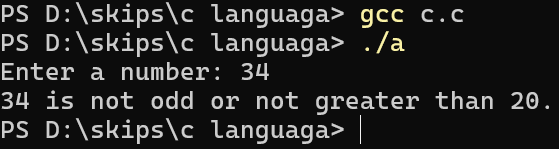 PS D:\skips\c languaga> gcc c.c
PS D:\skips\c languaga> ./a
Enter a number: 34
34 is not odd or not greater than 20.
PS D:\skips\c languaga>